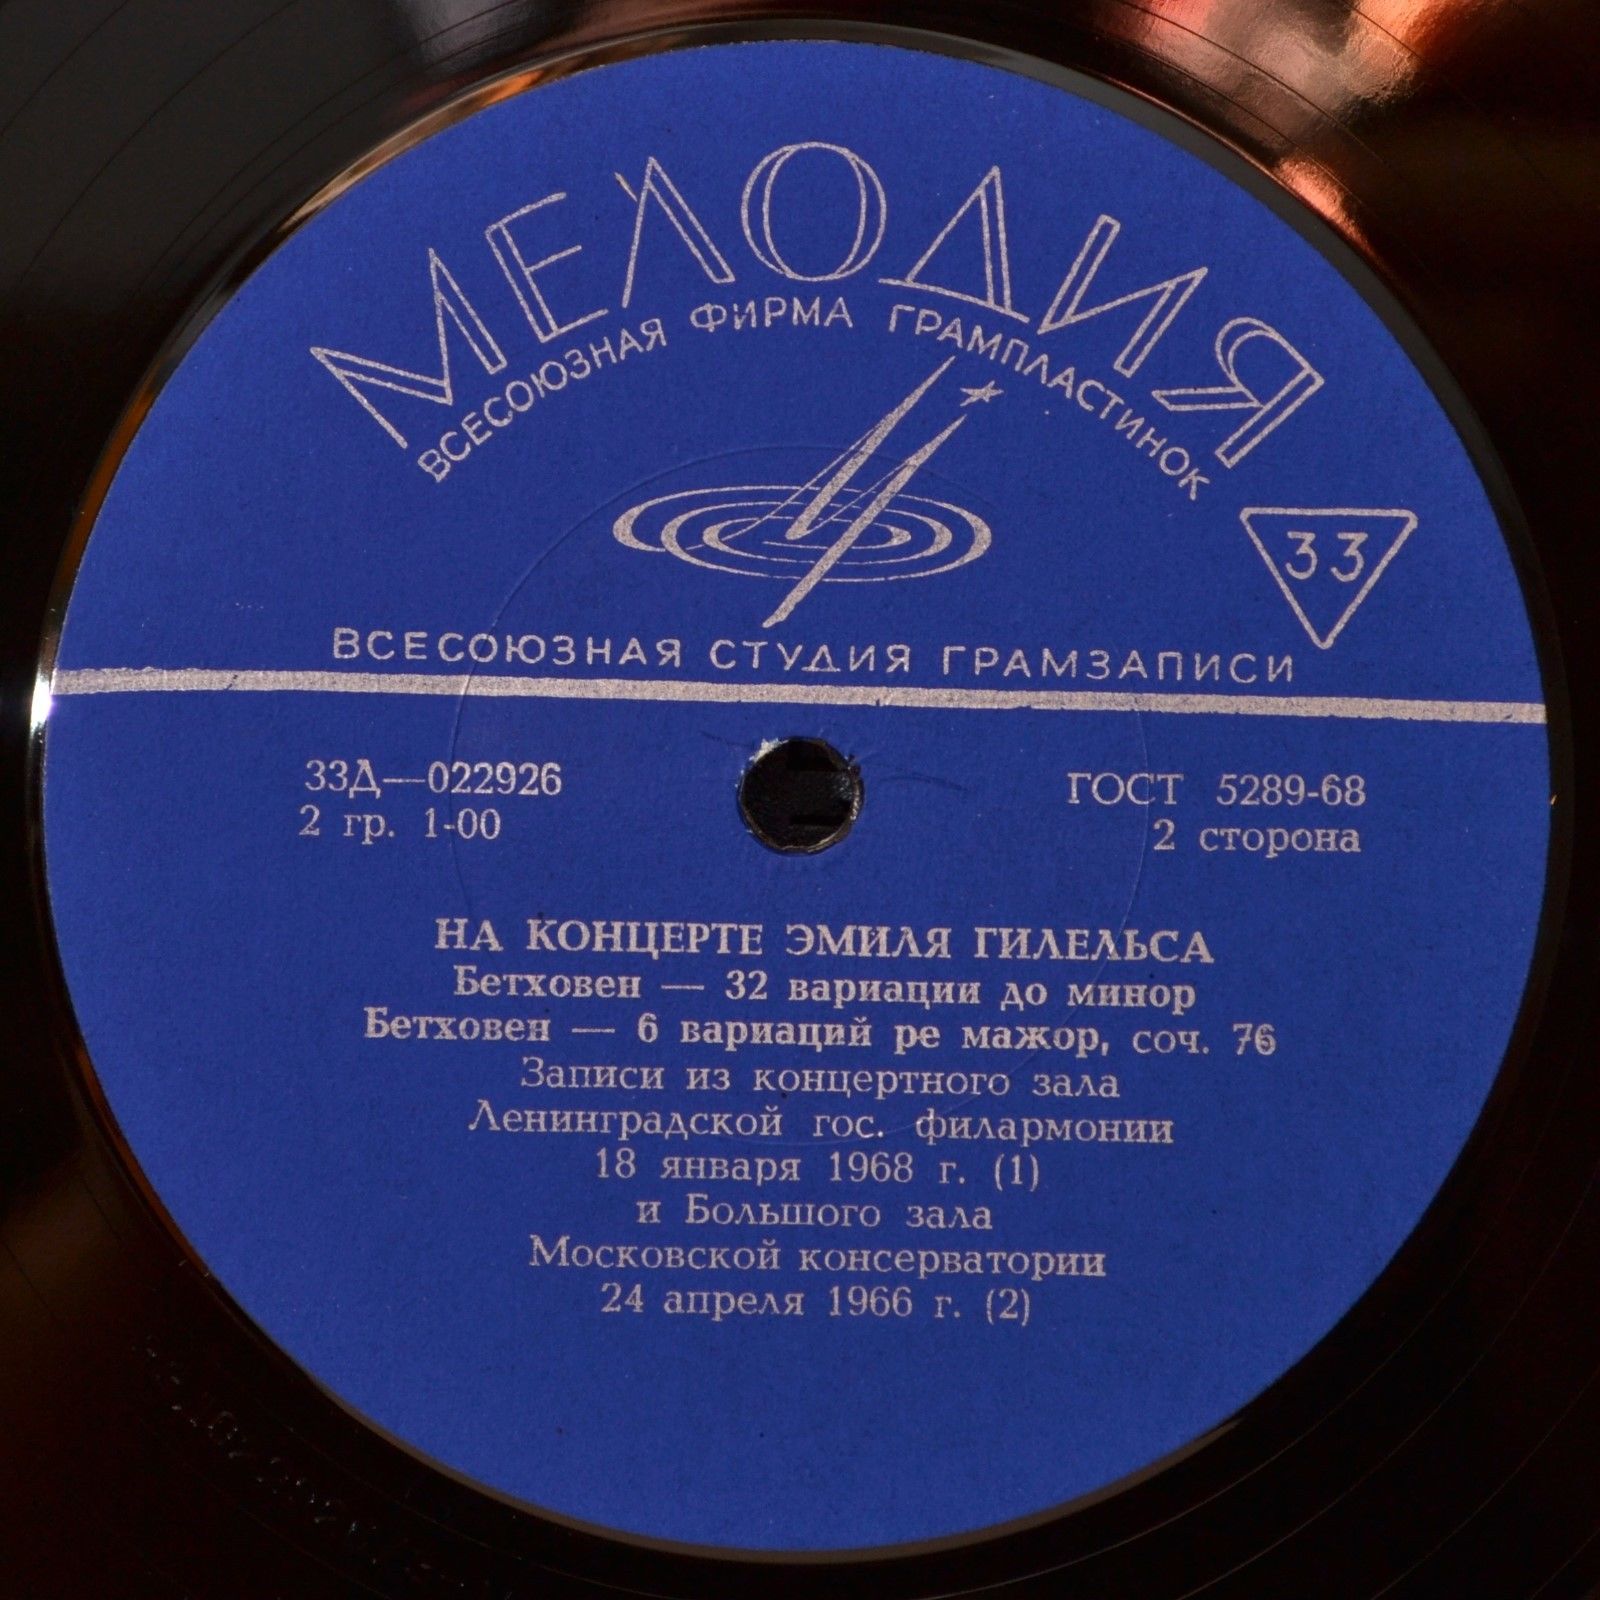 МЕЛОДИЯ
ВСЕСОЮЗНАЯ ФИРМА ГРАМПЛАСТИНОК
33
ВСЕСОЮЗНАЯ СТУДИЯ ГРАМЗАПИСИ
33Д—022926
ГОСТ 5289-68
2 гр. 1-00
2 сторона
НА КОНЦЕРТЕ ЭМИЛЯ ГИЛЕЛЬСА
Бетховен — 32 вариации до минор
Бетховен — 6 вариаций ре мажор, соч. 76
Записи из концертного зала
Ленинградской гос. филармонии
18 января 1968 г. (1)
и Большого зала
Московской консерватории
24 апреля 1966 г. (2)